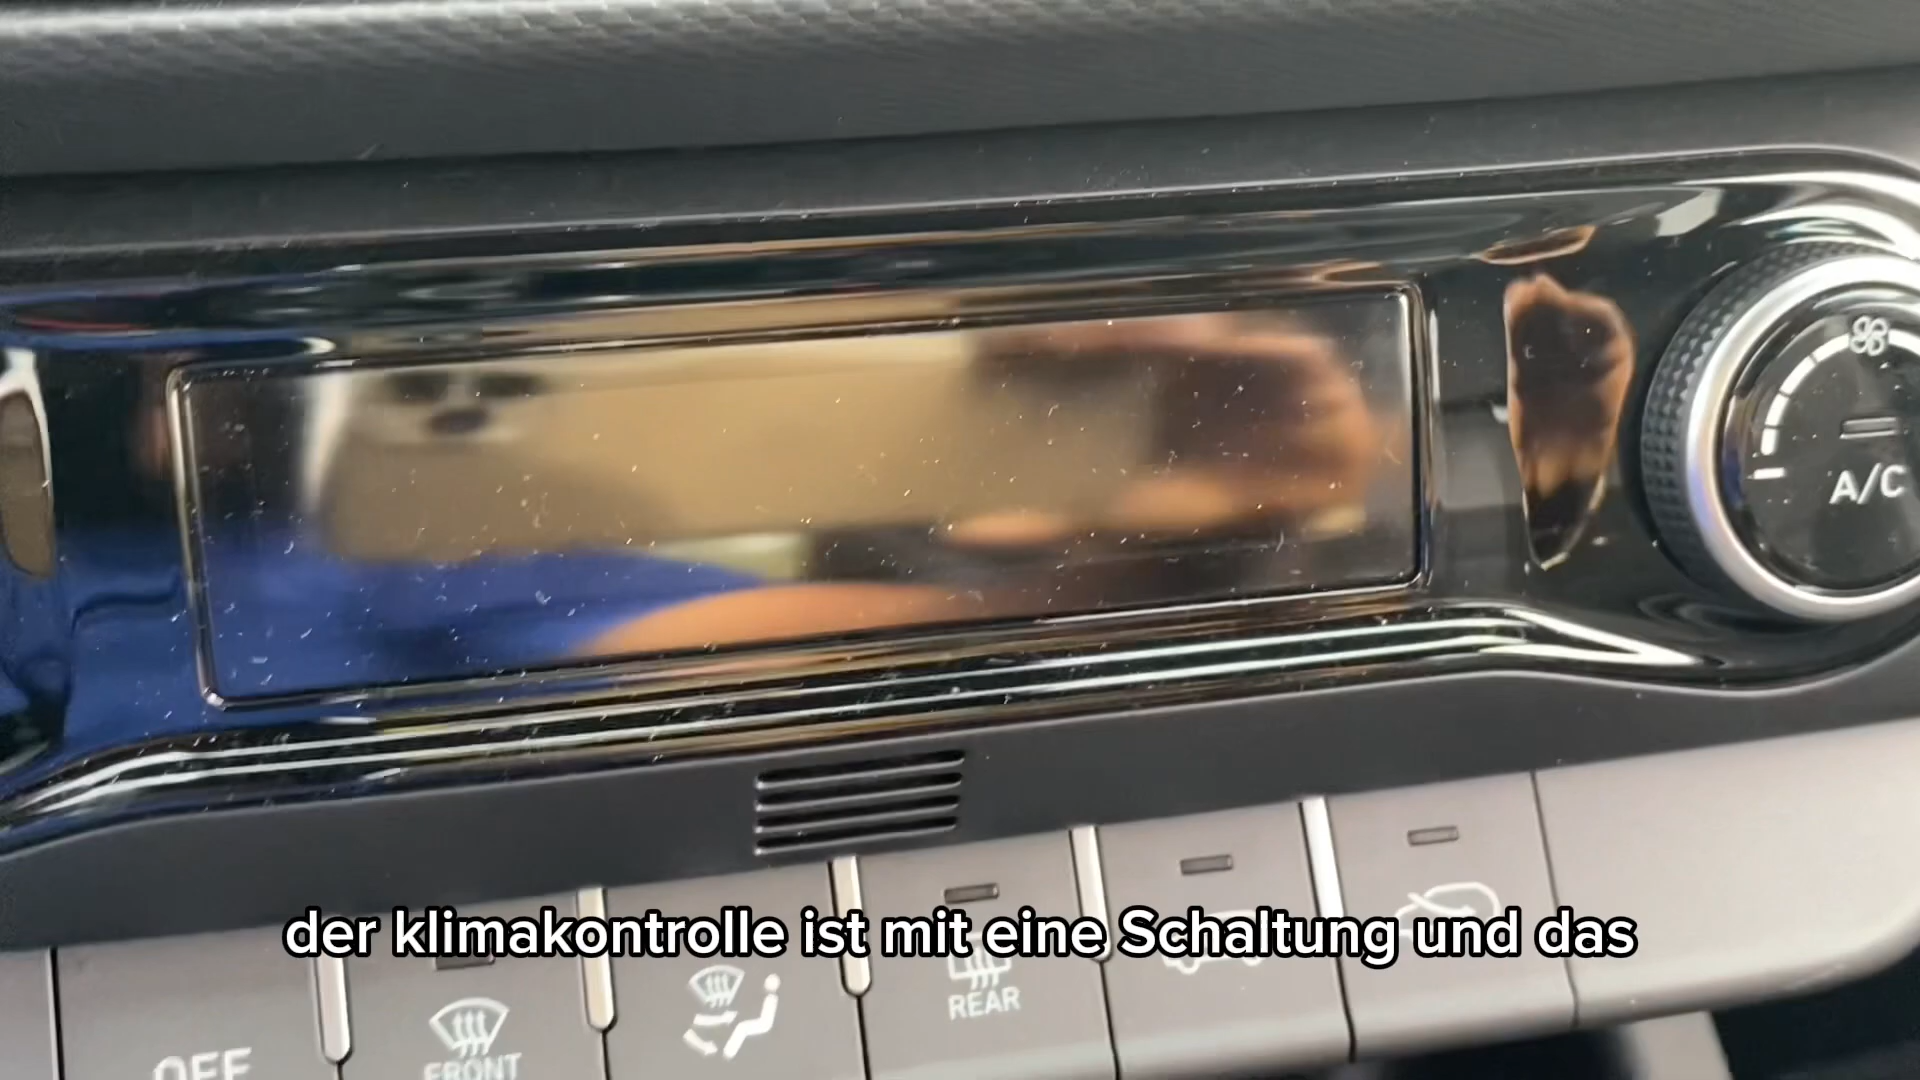 A/C
der klimakontrolle ist mit eine Schaltung und das
REAR
OFF
FRONT